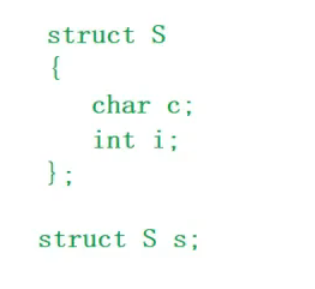 struct S
{
char c;
int i;
};
struct S s;